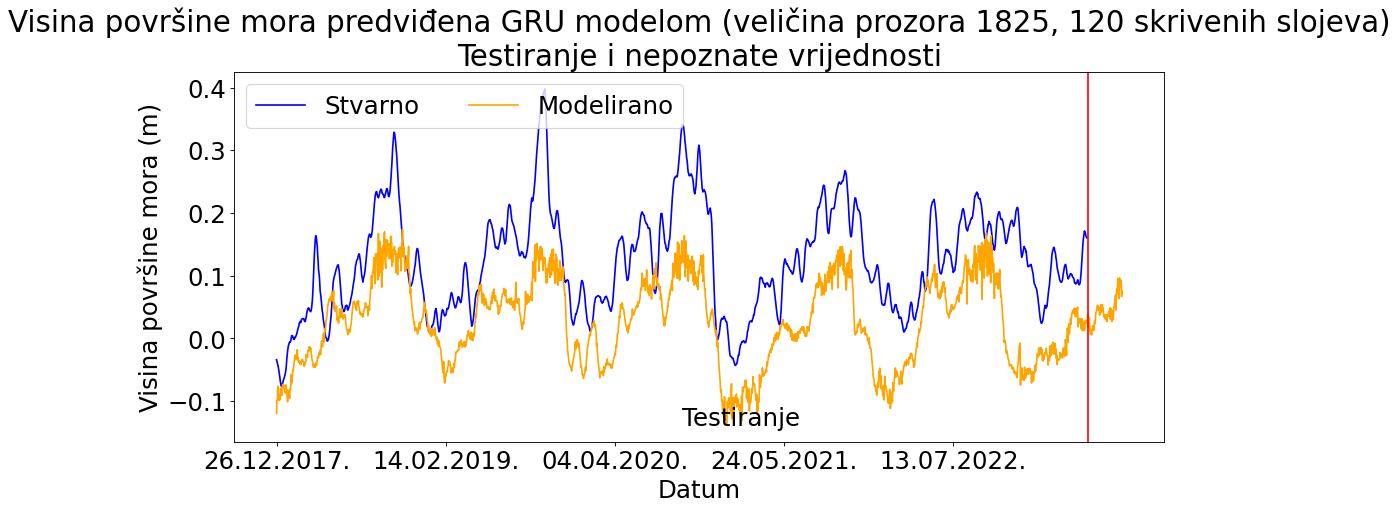 Visina površine mora predviđena GRU modelom (veličina prozora 1825, 120 skrivenih slojeva)
Testiranje i nepoznate vrijednosti
Stvarno
Modelirano
Visina površine mora (m)
0.4
0.3
0.2
0.1
0.0
−0.1
Testiranje
26.12.2017.
14.02.2019.
04.04.2020.
24.05.2021.
13.07.2022.
Datum